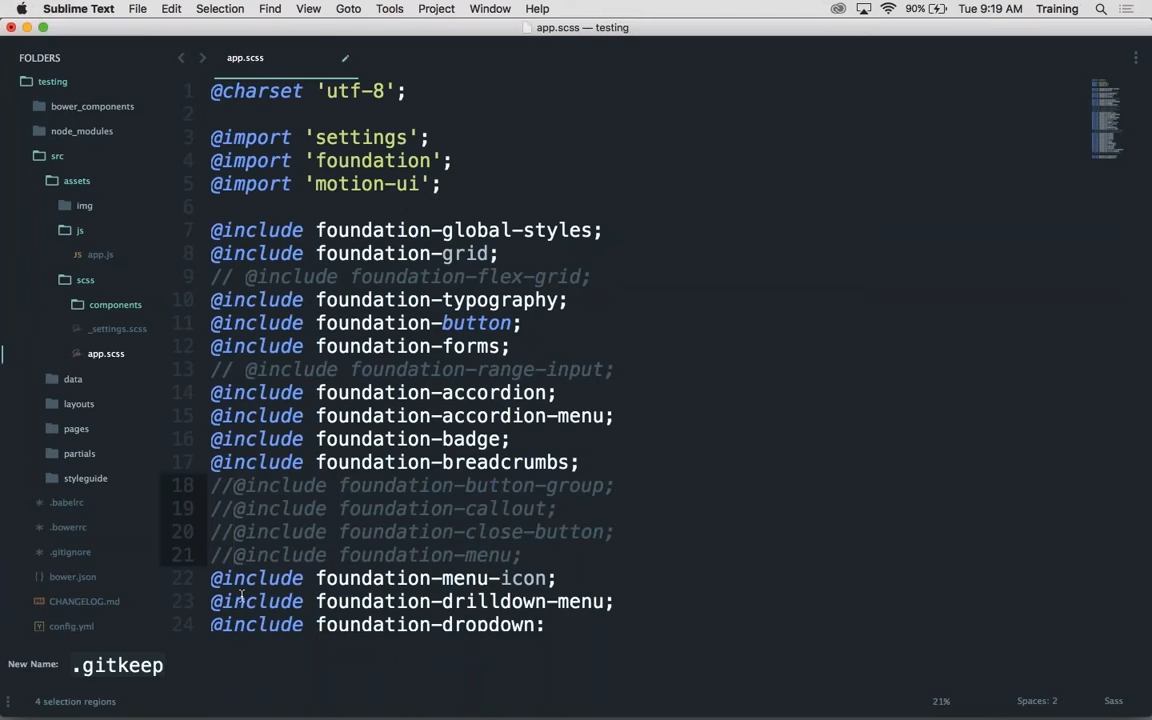 Sublime Text File Edit Selection Find View Goto Tools Project Window Help 90% Tue 9:19 AM Training
app.scss — testing
FOLDERS
testing
bower_components
node_modules
src
assets
img
js
JS app.js
scss
components
_settings.scss
app.scss
data
layouts
pages
partials
styleguide
.babelrc
.bowerrc
.gitignore
bower.json
CHANGELOG.md
config.yml
app.scss
1 @charset 'utf-8';
2
3 @import 'settings';
4 @import 'foundation';
5 @import 'motion-ui';
6
7 @include foundation-global-styles;
8 @include foundation-grid;
9 // @include foundation-flex-grid;
10 @include foundation-typography;
11 @include foundation-button;
12 @include foundation-forms;
13 // @include foundation-range-input;
14 @include foundation-accordion;
15 @include foundation-accordion-menu;
16 @include foundation-badge;
17 @include foundation-breadcrumbs;
18 //@include foundation-button-group;
19 //@include foundation-callout;
20 //@include foundation-close-button;
21 //@include foundation-menu;
22 @include foundation-menu-icon;
23 @include foundation-drilldown-menu;
24 @include foundation-dropdown;
New Name: .gitkeep
4 selection regions 21% Spaces: 2 Sass